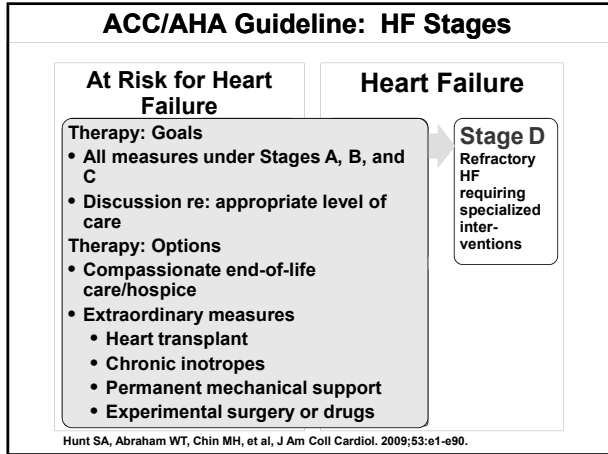 ACC/AHA Guideline: HF Stages
At Risk for Heart
Failure
Heart Failure
Therapy: Goals
• All measures under Stages A, B, and
C
• Discussion re: appropriate level of
care
Therapy: Options
• Compassionate end-of-life
care/hospice
• Extraordinary measures
• Heart transplant
• Chronic inotropes
• Permanent mechanical support
• Experimental surgery or drugs
Stage D
Refractory
HF
requiring
specialized
inter-
ventions
Hunt SA, Abraham WT, Chin MH, et al, J Am Coll Cardiol. 2009;53:e1-e90.